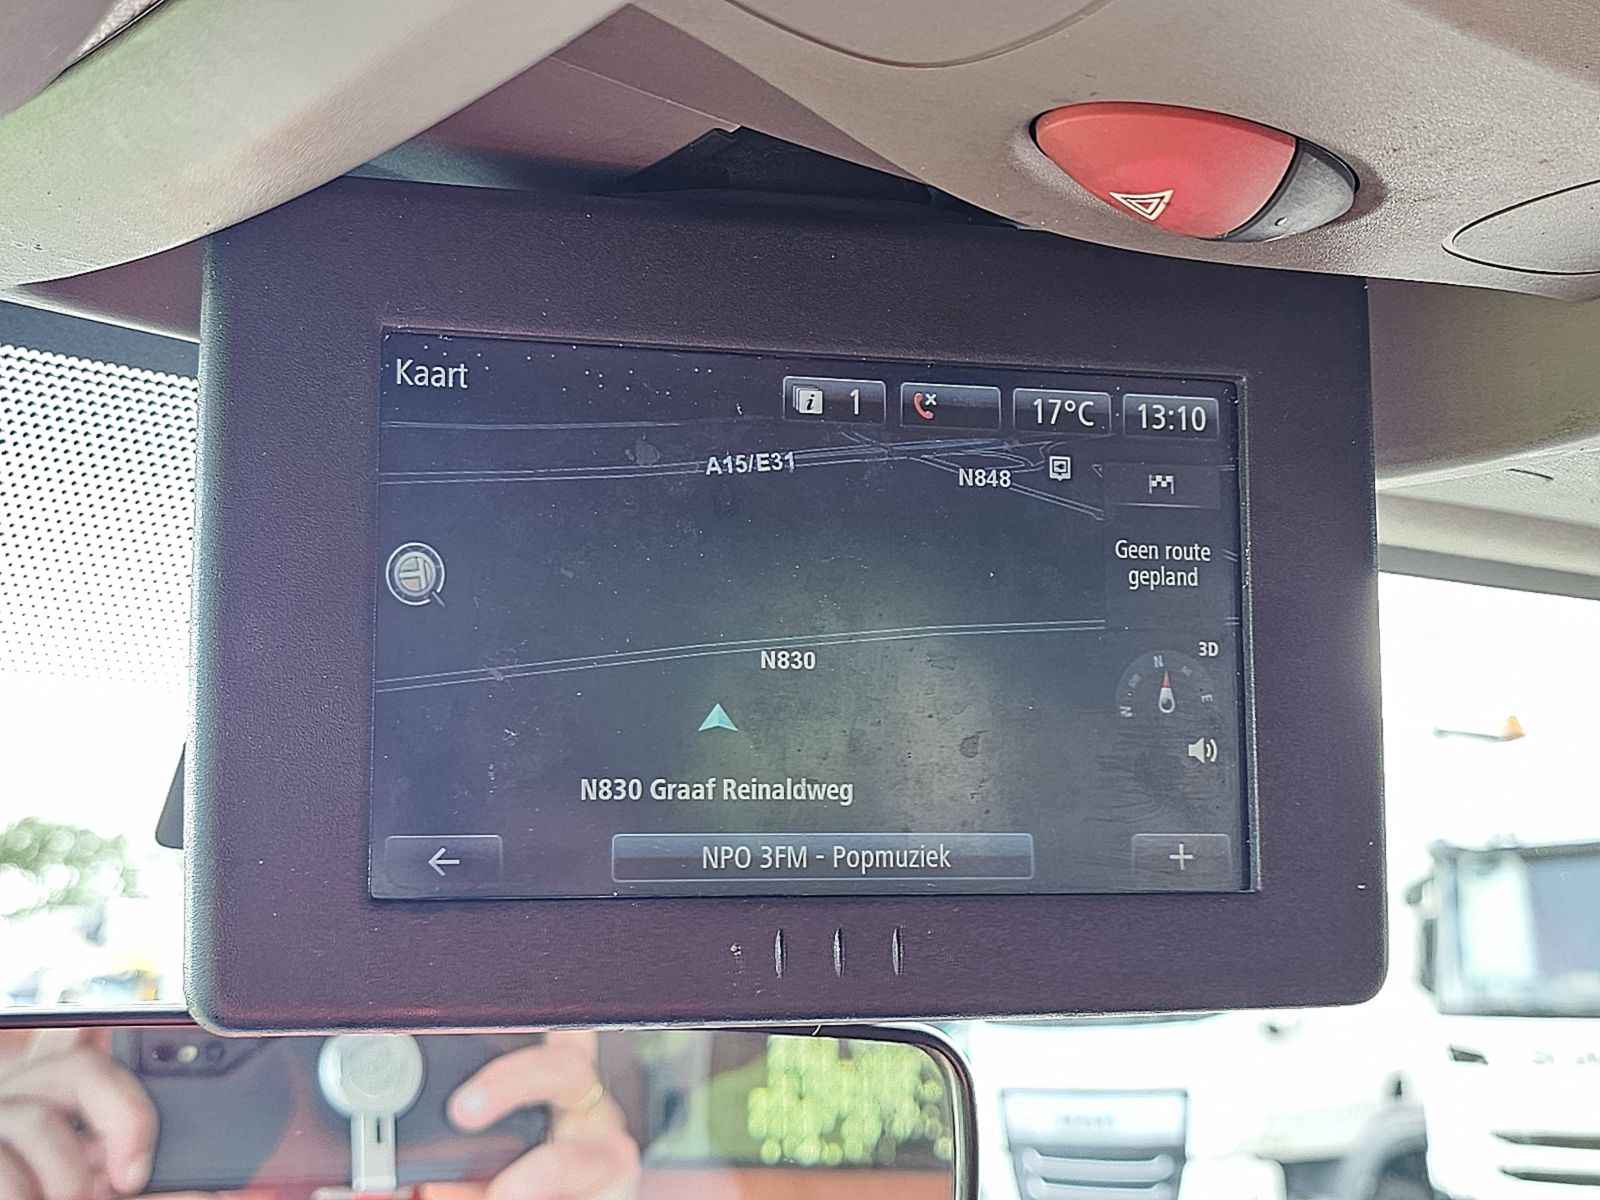 Kaart
i 1
17°C
13:10
A15/E31
N848
Geen route
gepland
N830
3D
N
E
N
N830 Graaf Reinaldweg
NPO 3FM - Popmuziek